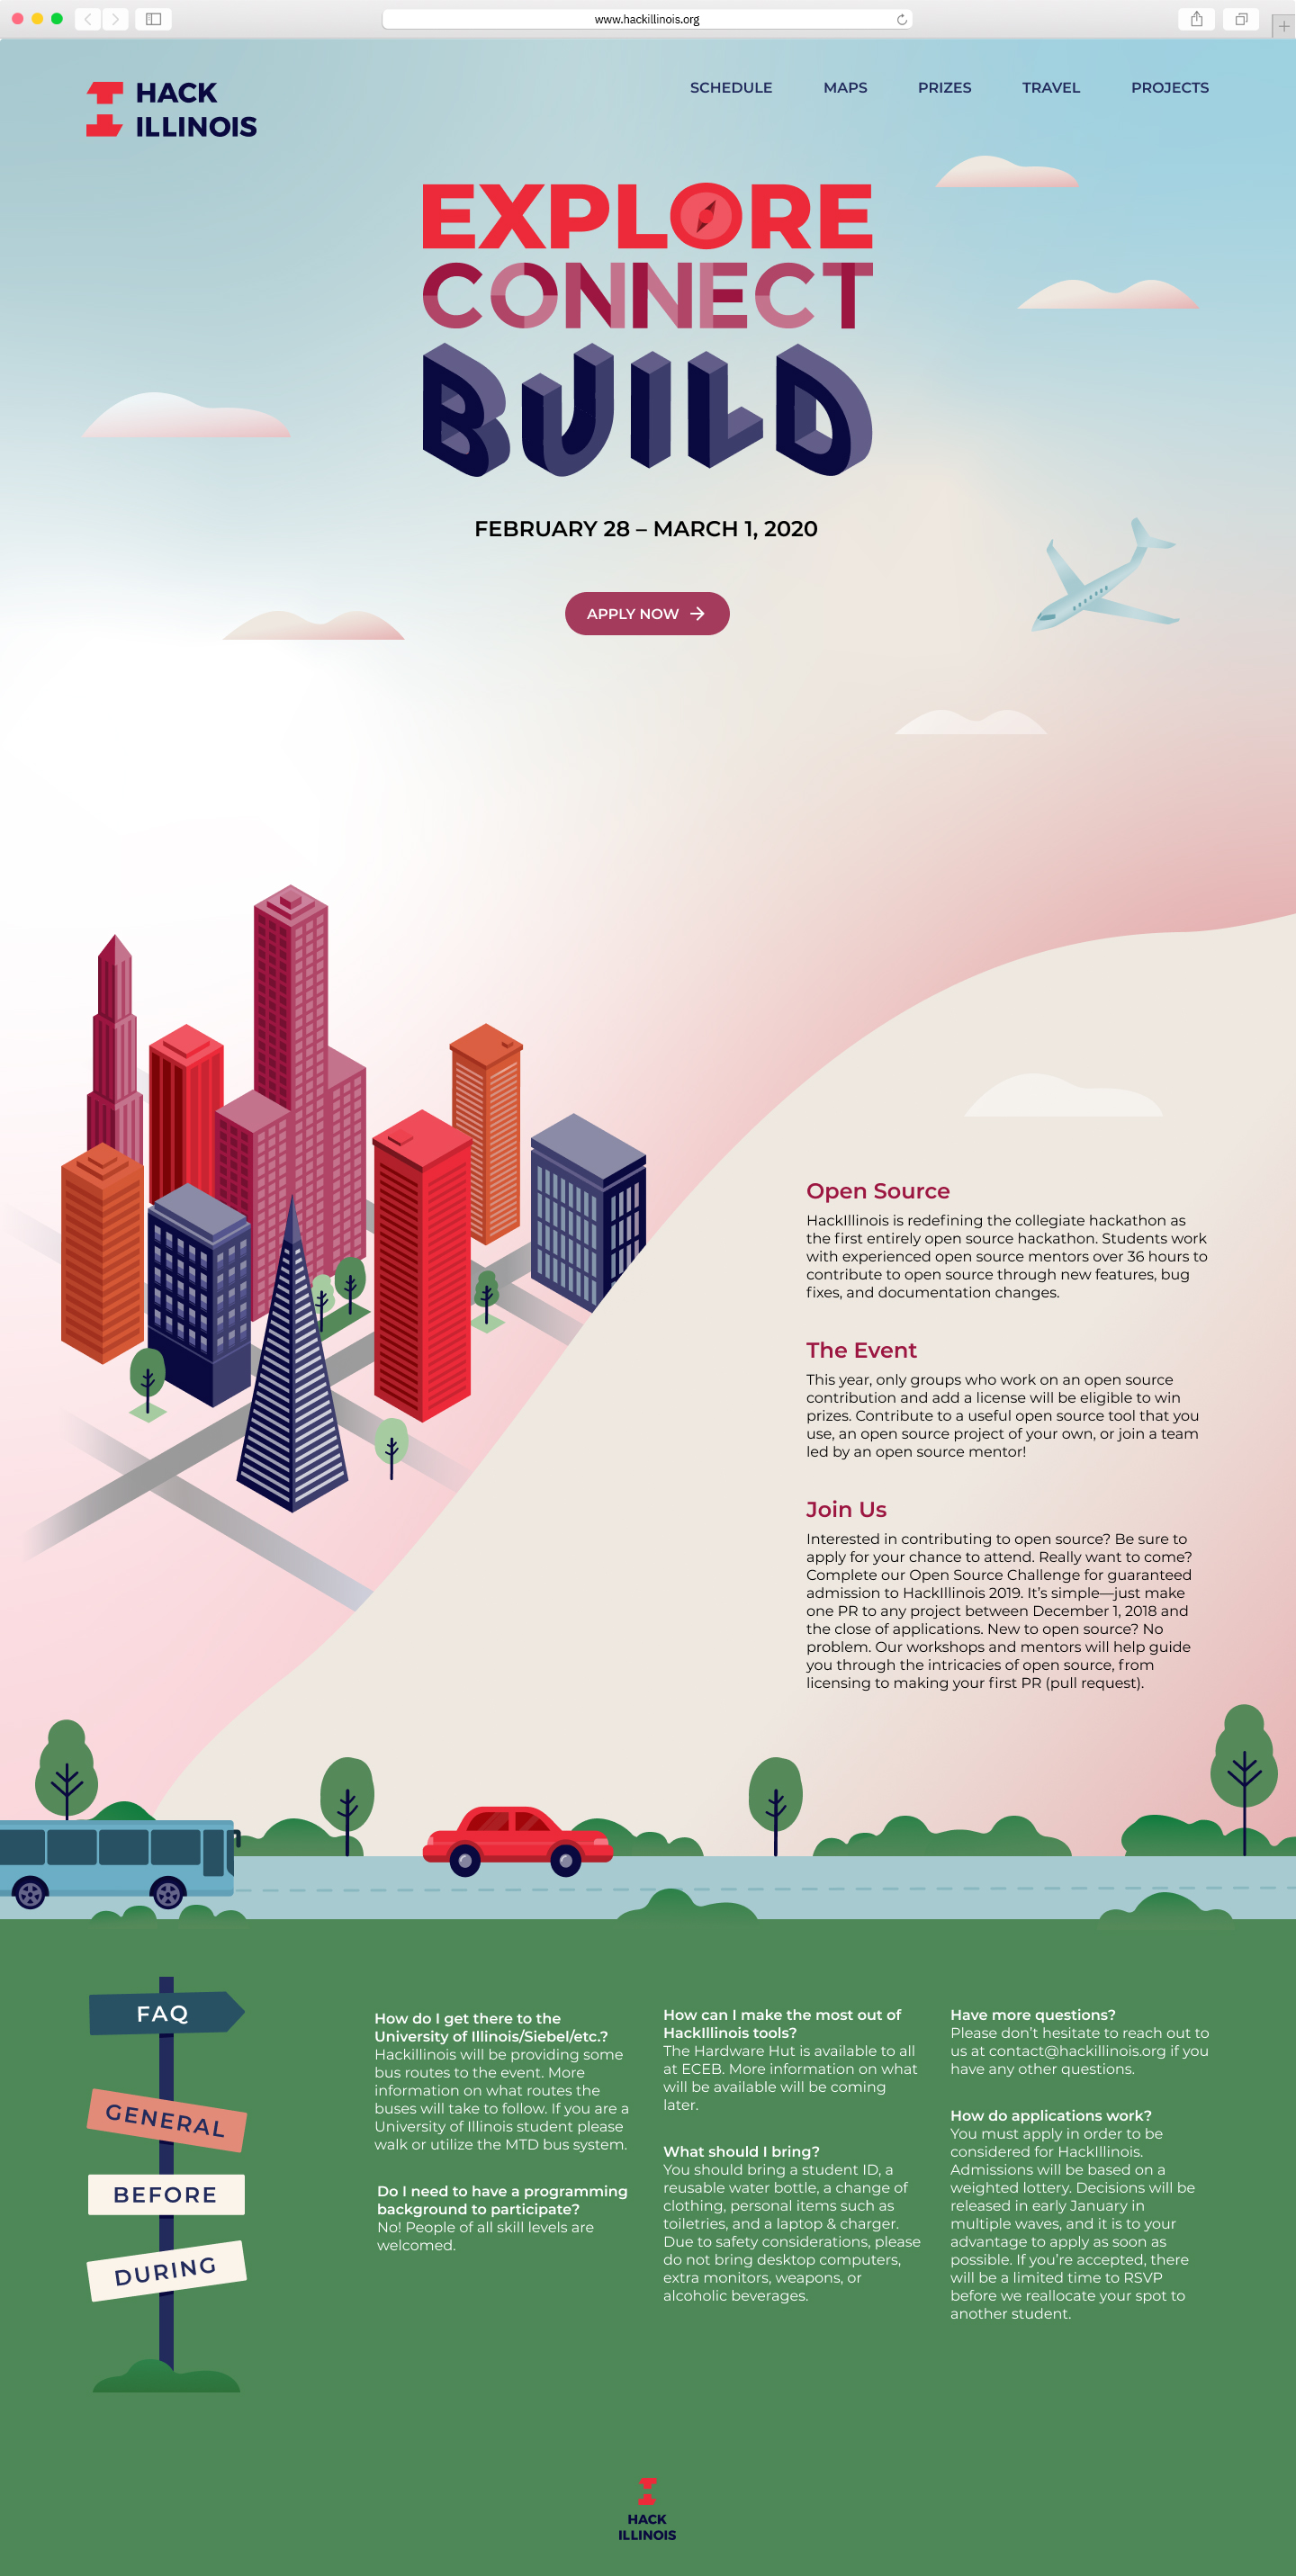 www.hackillinois.org
HACK
ILLINOIS
SCHEDULE MAPS PRIZES TRAVEL PROJECTS
EXPLORE
CONNECT
BUILD
FEBRUARY 28 – MARCH 1, 2020
APPLY NOW
Open Source
HackIllinois is redefining the collegiate hackathon as
the first entirely open source hackathon. Students work
with experienced open source mentors over 36 hours to
contribute to open source through new features, bug
fixes, and documentation changes.
The Event
This year, only groups who work on an open source
contribution and add a license will be eligible to win
prizes. Contribute to a useful open source tool that you
use, an open source project of your own, or join a team
led by an open source mentor!
Join Us
Interested in contributing to open source? Be sure to
apply for your chance to attend. Really want to come?
Complete our Open Source Challenge for guaranteed
admission to HackIllinois 2019. It’s simple—just make
one PR to any project between December 1, 2018 and
the close of applications. New to open source? No
problem. Our workshops and mentors will help guide
you through the intricacies of open source, from
licensing to making your first PR (pull request).
FAQ
GENERAL
BEFORE
DURING
How do I get there to the
University of Illinois/Siebel/etc.?
Hackillinois will be providing some
bus routes to the event. More
information on what routes the
buses will take to follow. If you are a
University of Illinois student please
walk or utilize the MTD bus system.
Do I need to have a programming
background to participate?
No! People of all skill levels are
welcomed.
How can I make the most out of
HackIllinois tools?
The Hardware Hut is available to all
at ECEB. More information on what
will be available will be coming
later.
What should I bring?
You should bring a student ID, a
reusable water bottle, a change of
clothing, personal items such as
toiletries, and a laptop & charger.
Due to safety considerations, please
do not bring desktop computers,
extra monitors, weapons, or
alcoholic beverages.
Have more questions?
Please don’t hesitate to reach out to
us at contact@hackillinois.org if you
have any other questions.
How do applications work?
You must apply in order to be
considered for HackIllinois.
Admissions will be based on a
weighted lottery. Decisions will be
released in early January in
multiple waves, and it is to your
advantage to apply as soon as
possible. If you’re accepted, there
will be a limited time to RSVP
before we reallocate your spot to
another student.
HACK
ILLINOIS